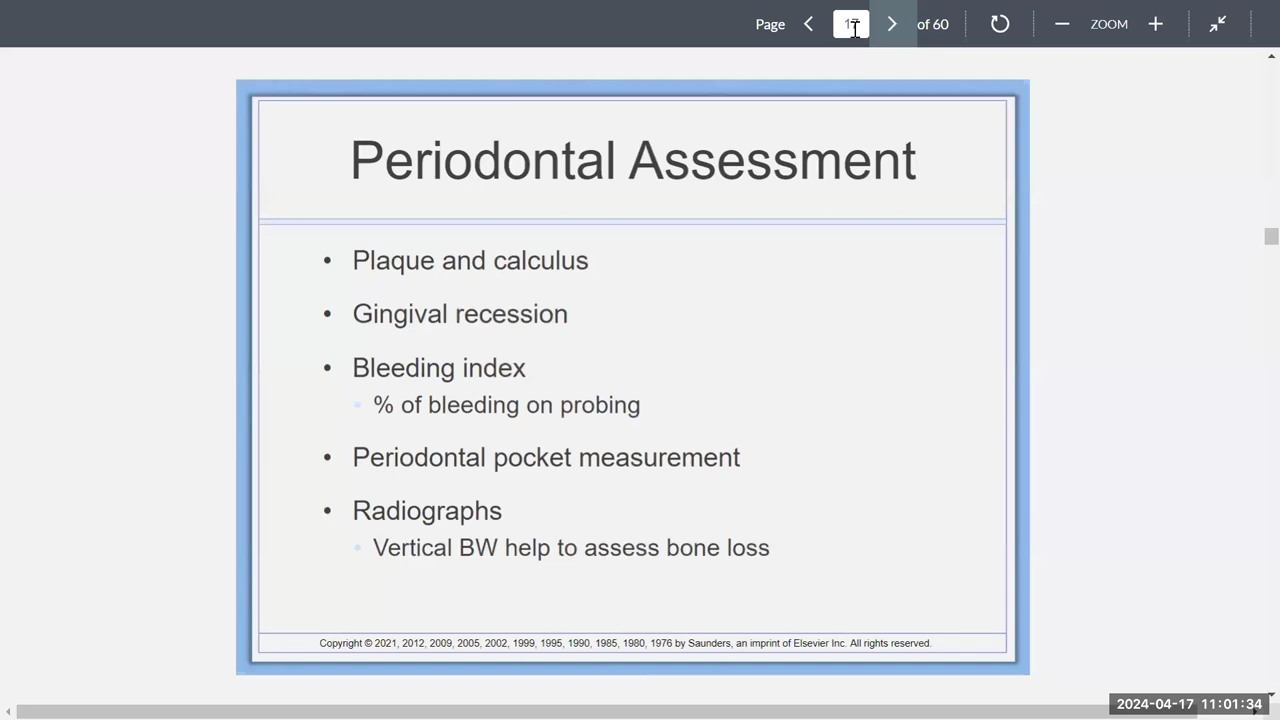 Page of 60 ZOOM
Periodontal Assessment
• Plaque and calculus
• Gingival recession
• Bleeding index
• % of bleeding on probing
• Periodontal pocket measurement
• Radiographs
• Vertical BW help to assess bone loss
Copyright © 2021, 2012, 2009, 2005, 2002, 1999, 1995, 1990, 1985, 1980, 1976 by Saunders, an imprint of Elsevier Inc. All rights reserved.
2024-04-17 11:01:34